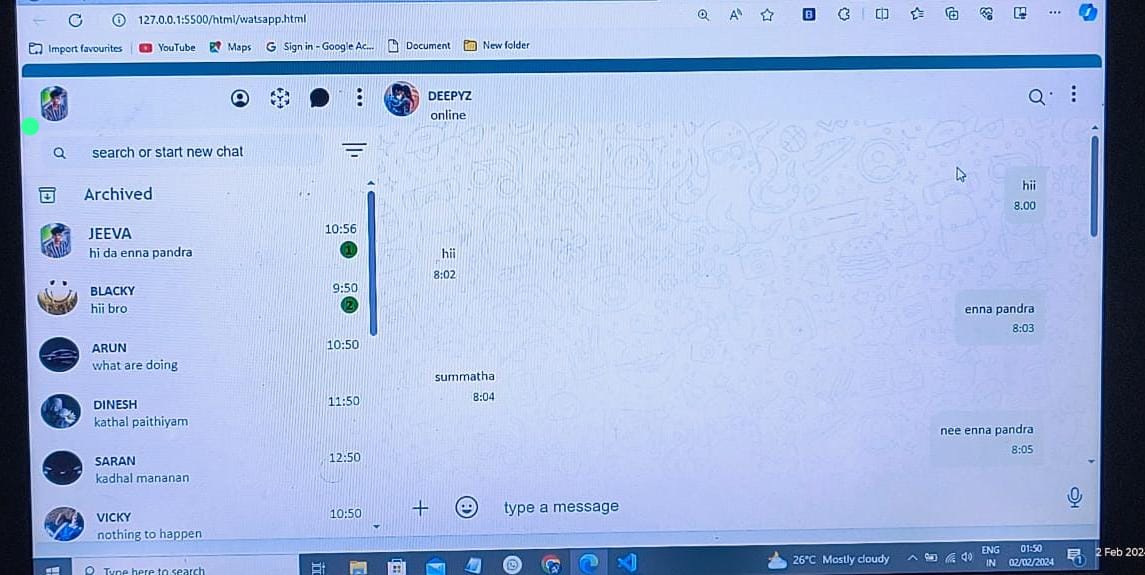 127.0.0.1:5500/html/watsapp.html
Import favourites
YouTube
Maps
Sign in - Google Ac...
Document
New folder
DEEPYZ
online
search or start new chat
Archived
JEEVA
10:56
hi da enna pandra
1
BLACKY
9:50
hii bro
2
ARUN
10:50
what are doing
DINESH
11:50
kathal paithiyam
SARAN
12:50
kadhal mananan
VICKY
10:50
nothing to happen
hii
8.00
hii
8:02
enna pandra
8:03
summatha
8:04
nee enna pandra
8:05
type a message
Type here to search
26°C Mostly cloudy
ENG
IN
01:50
02/02/2024
1
2 Feb 202